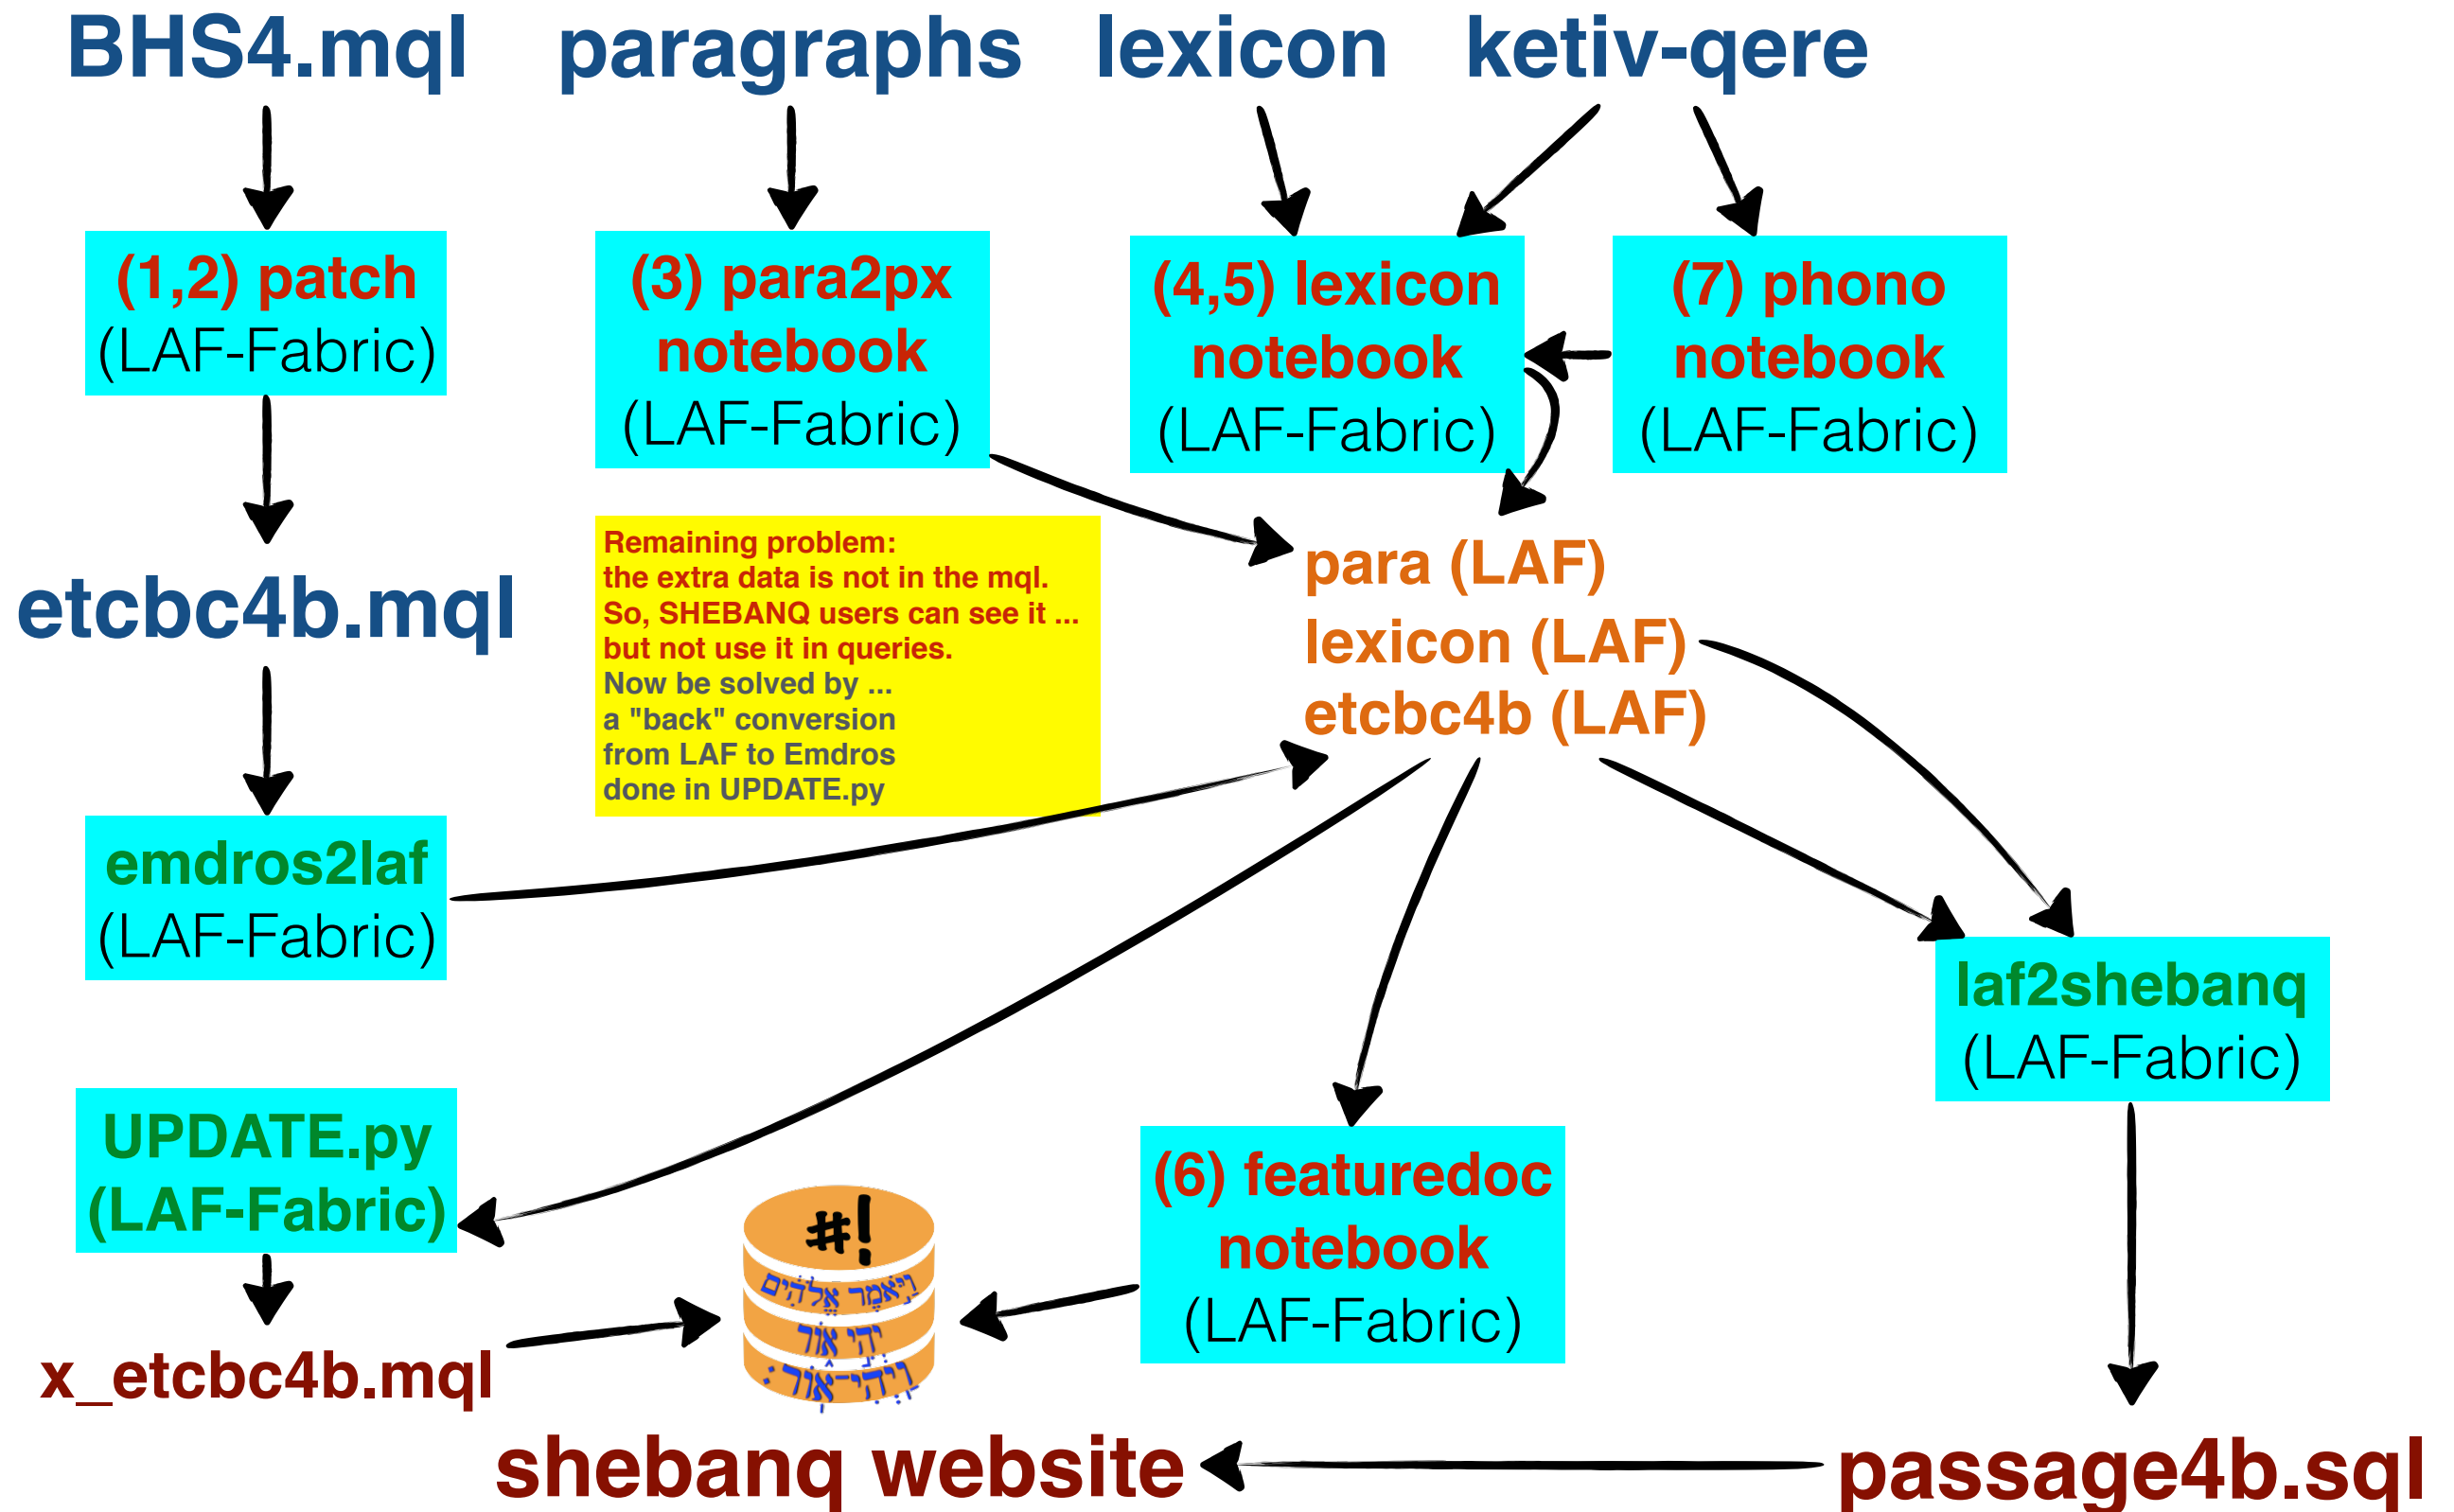 BHS4.mql
paragraphs
lexicon
ketiv-qere
(1,2) patch
(LAF-Fabric)
(3) para2px
notebook
(LAF-Fabric)
(4,5) lexicon
notebook
(LAF-Fabric)
(7) phono
notebook
(LAF-Fabric)
etcbc4b.mql
Remaining problem:
the extra data is not in the mql.
So, SHEBANQ users can see it ...
but not use it in queries.
Now be solved by ...
a "back" conversion
from LAF to Emdros
done in UPDATE.py
para (LAF)
lexicon (LAF)
etcbc4b (LAF)
emdros2laf
(LAF-Fabric)
laf2shebanq
(LAF-Fabric)
UPDATE.py
(LAF-Fabric)
(6) featuredoc
notebook
(LAF-Fabric)
x_etcbc4b.mql
#!
shebanq website
passage4b.sql